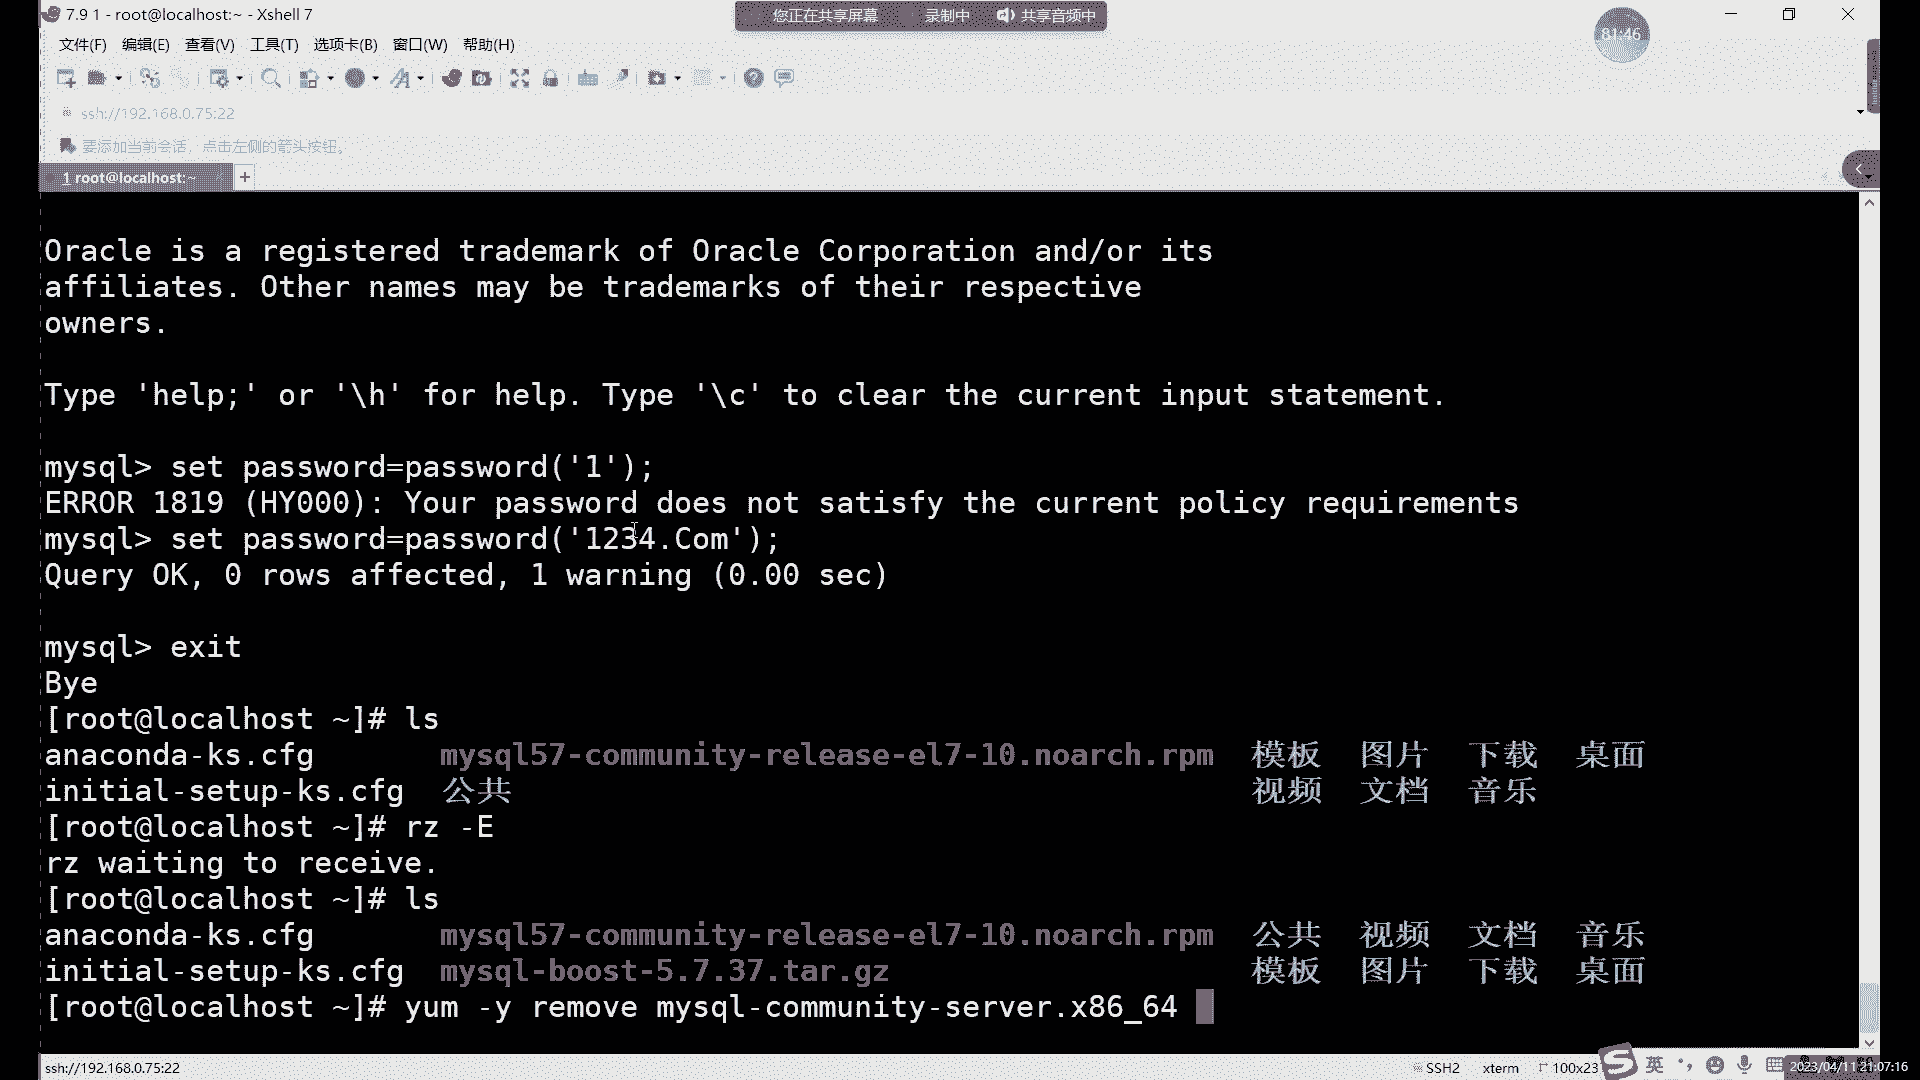 7.9 1 - root@localhost:~ - Xshell 7
您正在共享屏幕 录制中 共享音频中
81:46
文件(F) 编辑(E) 查看(V) 工具(T) 选项卡(B) 窗口(W) 帮助(H)
ssh://192.168.0.75:22
要添加当前会话，点击左侧的箭头按钮。
1 root@localhost:~ +
Oracle is a registered trademark of Oracle Corporation and/or its
affiliates. Other names may be trademarks of their respective
owners.
Type 'help;' or '\h' for help. Type '\c' to clear the current input statement.
mysql> set password=password('1');
ERROR 1819 (HY000): Your password does not satisfy the current policy requirements
mysql> set password=password('1234.Com');
Query OK, 0 rows affected, 1 warning (0.00 sec)
mysql> exit
Bye
[root@localhost ~]# ls
anaconda-ks.cfg mysql57-community-release-el7-10.noarch.rpm 模板 图片 下载 桌面
initial-setup-ks.cfg 公共 视频 文档 音乐
[root@localhost ~]# rz -E
rz waiting to receive.
[root@localhost ~]# ls
anaconda-ks.cfg mysql57-community-release-el7-10.noarch.rpm 公共 视频 文档 音乐
initial-setup-ks.cfg mysql-boost-5.7.37.tar.gz 模板 图片 下载 桌面
[root@localhost ~]# yum -y remove mysql-community-server.x86_64
ssh://192.168.0.75:22 SSH2 xterm 100x23 英 2023/04/11 21:07:16